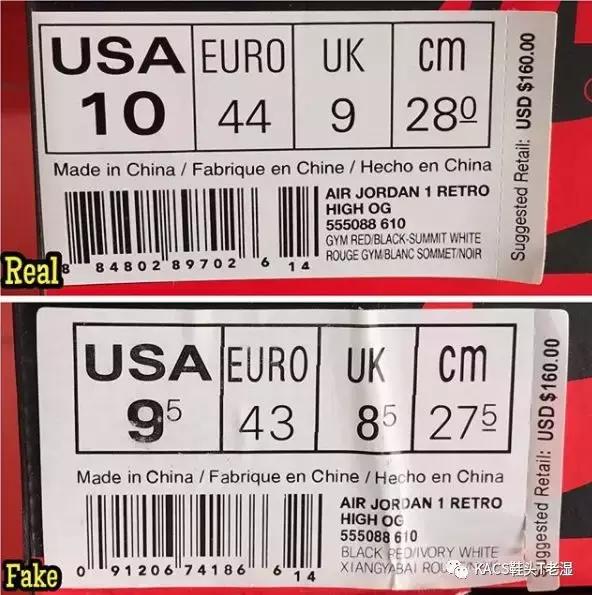 USA EURO UK cm
10 44 9 28⁰
Made in China / Fabrique en Chine / Hecho en China
AIR JORDAN 1 RETRO
HIGH OG
555088 610
GYM RED/BLACK-SUMMIT WHITE
ROUGE GYM/BLANC SOMMET/NOIR
8 84802 89702 6 14
Suggested Retail: USD $160.00
Real
USA EURO UK cm
9⁵ 43 8⁵ 27⁵
Made in China / Fabrique en Chine / Hecho en China
AIR JORDAN 1 RETRO
HIGH OG
555088 610
BLACK RED/IVORY WHITE
XIANGYABAI
0 91206 74186 6 14
Suggested Retail: USD $160.00
Fake
KACS鞋头T老湿